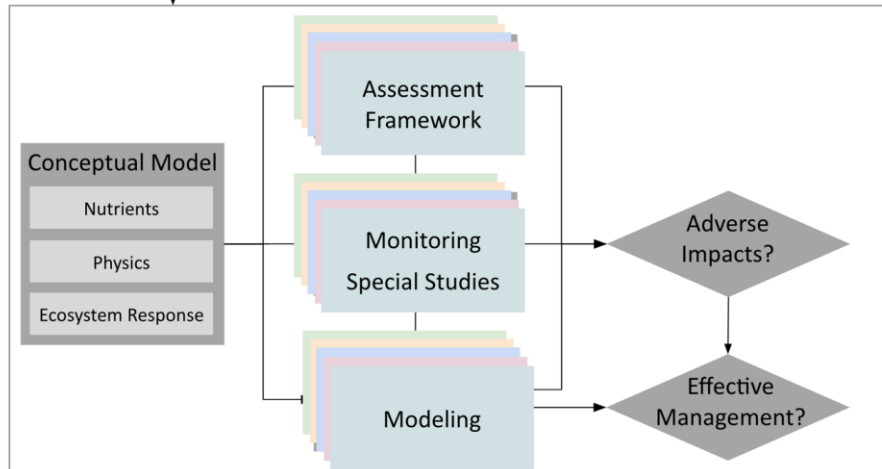 Assessment
Framework
Conceptual Model
Nutrients
Physics
Ecosystem Response
Monitoring
Special Studies
Modeling
Adverse
Impacts?
Effective
Management?